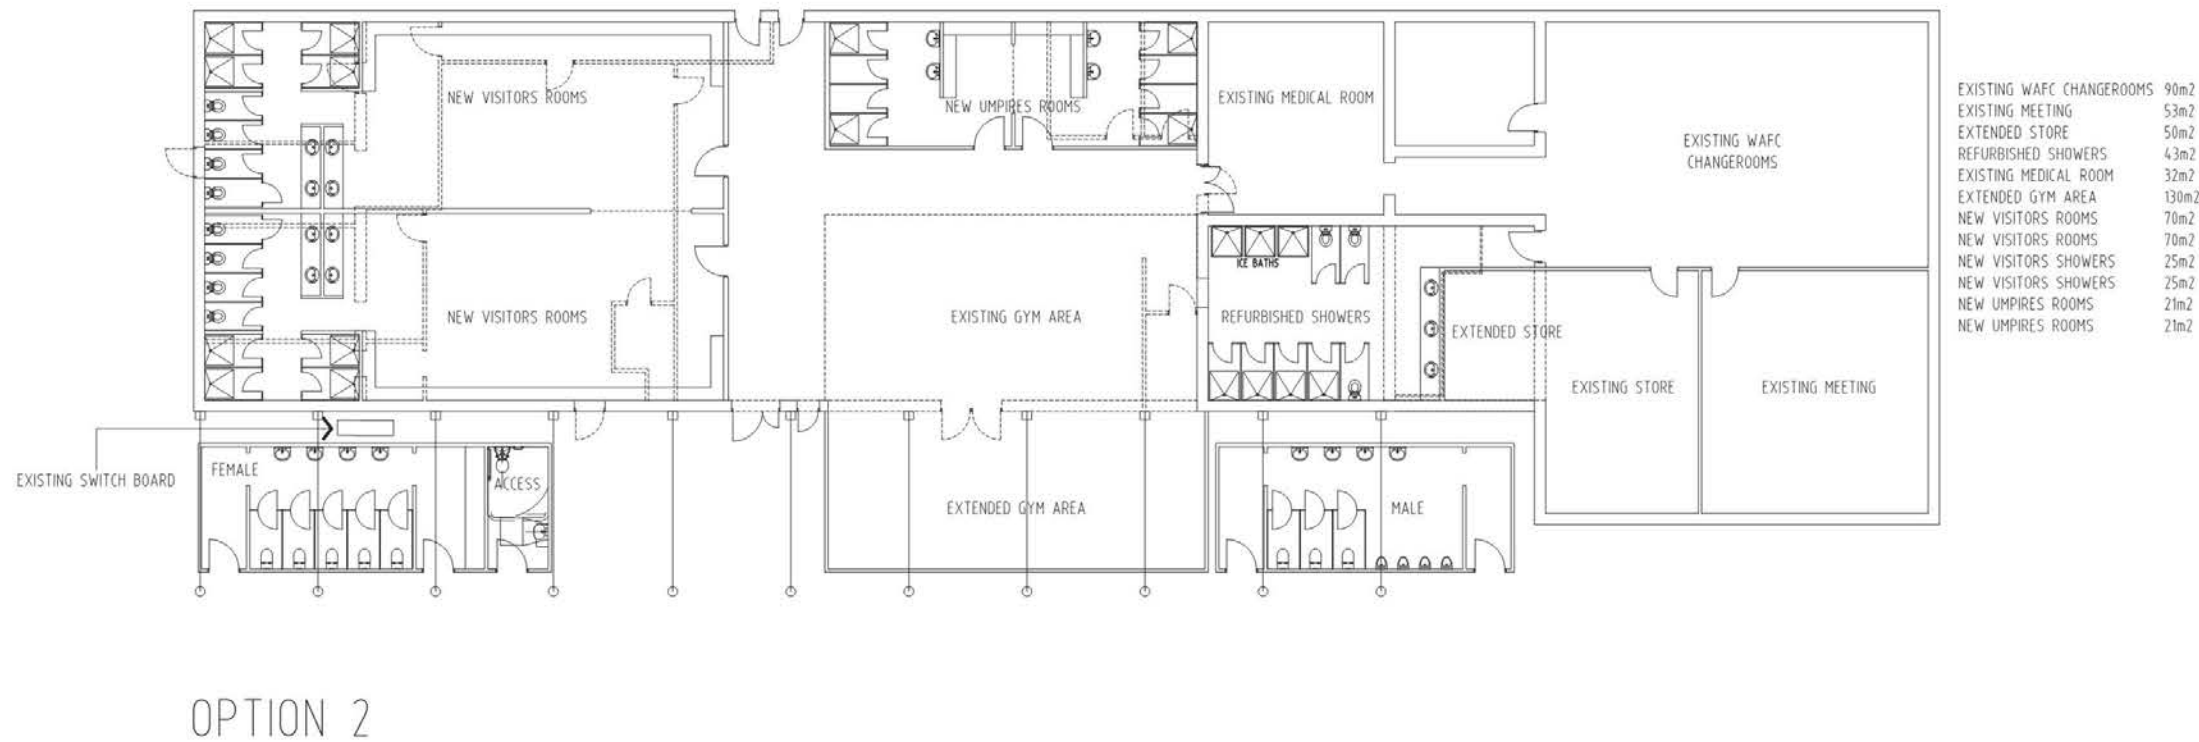 NEW VISITORS ROOMS
NEW UMPIRES ROOMS
EXISTING MEDICAL ROOM
EXISTING WAFC
CHANGEROOMS
EXISTING WAFC CHANGEROOMS 90m2
EXISTING MEETING 53m2
EXTENDED STORE 50m2
REFURBISHED SHOWERS 43m2
EXISTING MEDICAL ROOM 32m2
EXTENDED GYM AREA 130m2
NEW VISITORS ROOMS 70m2
NEW VISITORS ROOMS 70m2
NEW VISITORS SHOWERS 25m2
NEW VISITORS SHOWERS 25m2
NEW UMPIRES ROOMS 21m2
NEW UMPIRES ROOMS 21m2
ICE BATHS
NEW VISITORS ROOMS
EXISTING GYM AREA
REFURBISHED SHOWERS
EXTENDED STORE
EXISTING STORE
EXISTING MEETING
EXISTING SWITCH BOARD
FEMALE
ACCESS
EXTENDED GYM AREA
MALE
OPTION 2